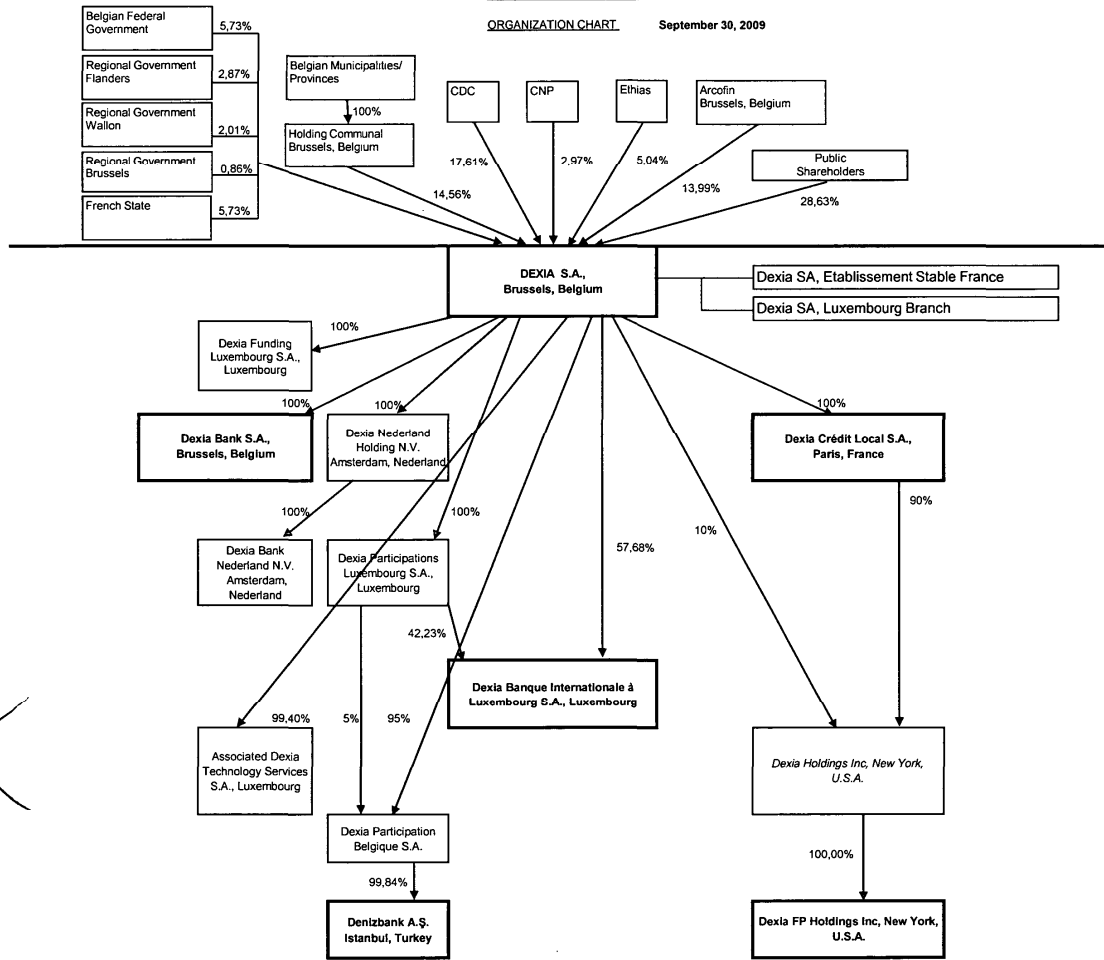 ORGANIZATION CHART
September 30, 2009
Belgian Federal
Government
5,73%
Regional Government
Flanders
2,87%
Regional Government
Wallon
2,01%
Regional Government
Brussels
0,86%
French State
5,73%
Belgian Municipalities/
Provinces
100%
Holding Communal
Brussels, Belgium
14,56%
CDC
17,61%
CNP
2,97%
Ethias
5,04%
Arcofin
Brussels, Belgium
13,99%
Public
Shareholders
28,63%
DEXIA S.A.,
Brussels, Belgium
Dexia SA, Etablissement Stable France
Dexia SA, Luxembourg Branch
100%
Dexia Funding
Luxembourg S.A.,
Luxembourg
100%
Dexia Bank S.A.,
Brussels, Belgium
100%
Dexia Nederland
Holding N.V.
Amsterdam, Nederland
100%
Dexia Crédit Local S.A.,
Paris, France
100%
Dexia Bank
Nederland N.V.
Amsterdam,
Nederland
100%
Dexia Participations
Luxembourg S.A.,
Luxembourg
57,68%
10%
90%
42,23%
Dexia Banque Internationale à
Luxembourg S.A., Luxembourg
99,40%
5%
95%
Associated Dexia
Technology Services
S.A., Luxembourg
Dexia Holdings Inc, New York,
U.S.A.
Dexia Participation
Belgique S.A.
99,84%
100,00%
Denizbank A.Ş.
Istanbul, Turkey
Dexia FP Holdings Inc, New York,
U.S.A.